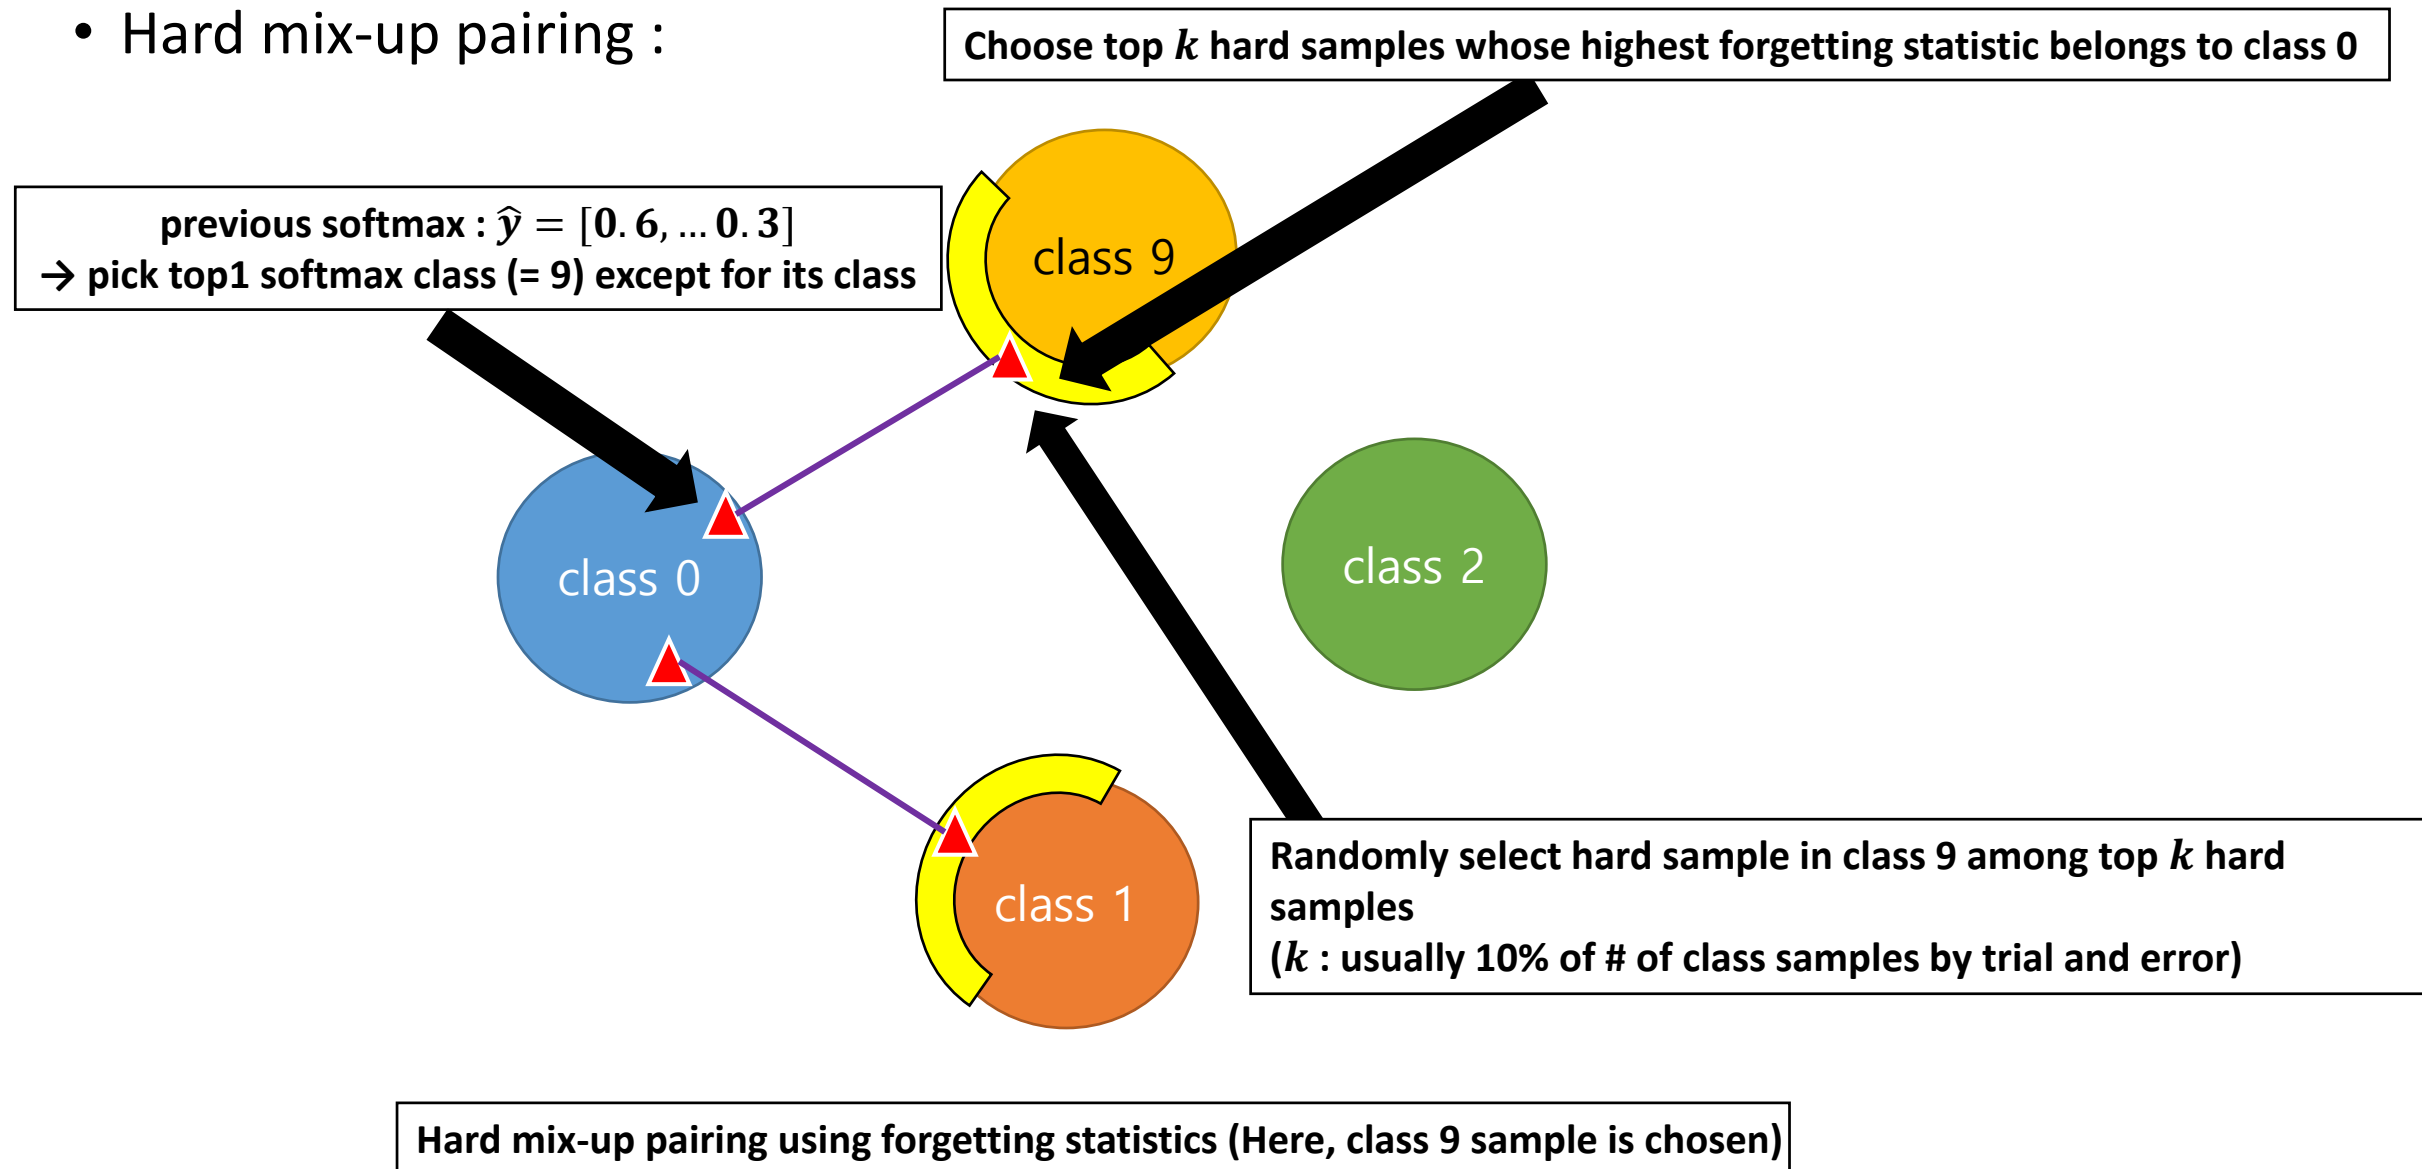 • Hard mix-up pairing :
Choose top k hard samples whose highest forgetting statistic belongs to class 0
previous softmax : ŷ = [0.6, ... 0.3]
→ pick top1 softmax class (= 9) except for its class
class 9
class 0
class 2
class 1
Randomly select hard sample in class 9 among top k hard
samples
(k : usually 10% of # of class samples by trial and error)
Hard mix-up pairing using forgetting statistics (Here, class 9 sample is chosen)